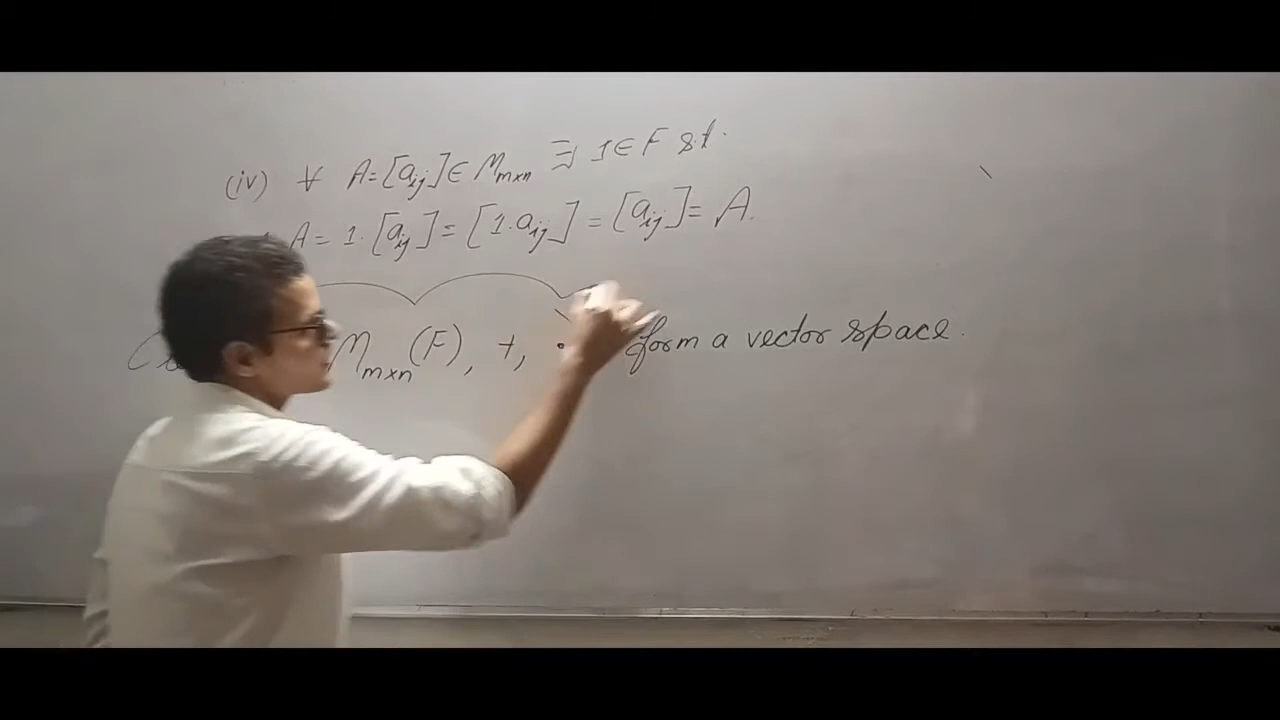 (iv) ∀ A = [aᵢⱼ] ∈ Mₘₓₙ ∃ 1 ∈ F s.t.
A = 1·[aᵢⱼ] = [1·aᵢⱼ] = [aᵢⱼ] = A.
Mₘₓₙ(F), +, · form a vector space.